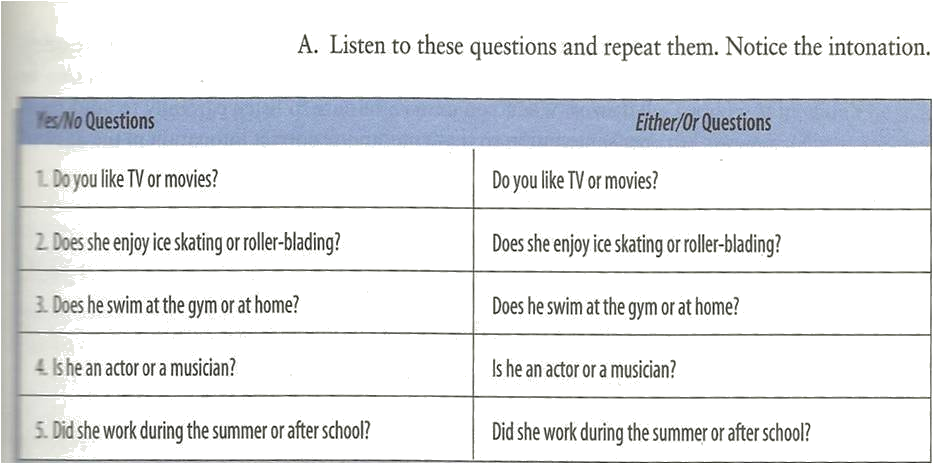 A. Listen to these questions and repeat them. Notice the intonation.
Yes/No Questions Either/Or Questions
1. Do you like TV or movies? Do you like TV or movies?
2. Does she enjoy ice skating or roller-blading? Does she enjoy ice skating or roller-blading?
3. Does he swim at the gym or at home? Does he swim at the gym or at home?
4. Is he an actor or a musician? Is he an actor or a musician?
5. Did she work during the summer or after school? Did she work during the summer or after school?